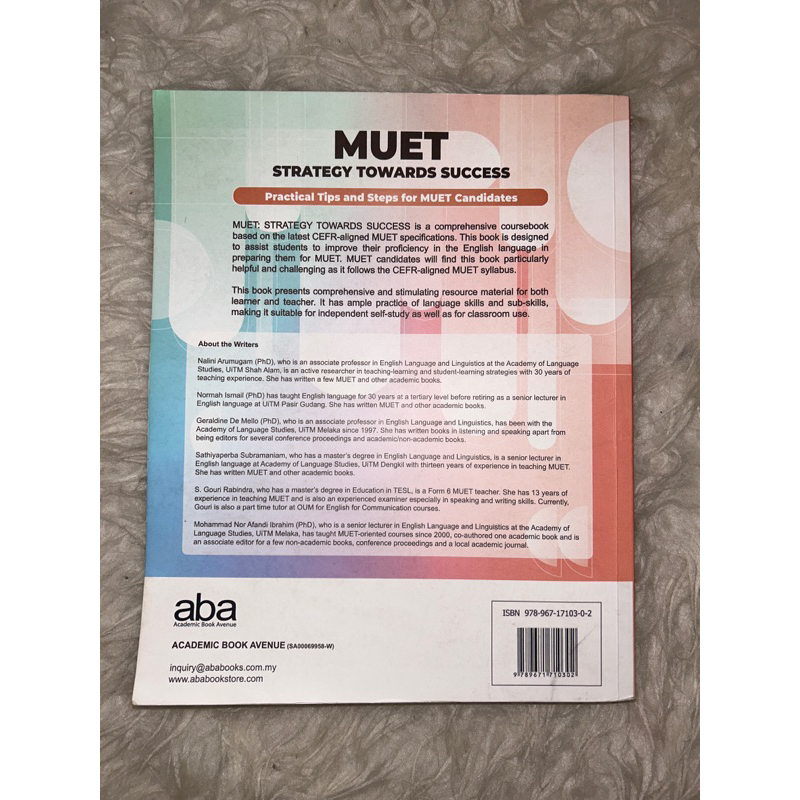 MUET
STRATEGY TOWARDS SUCCESS
Practical Tips and Steps for MUET Candidates
MUET: STRATEGY TOWARDS SUCCESS is a comprehensive coursebook
based on the latest CEFR-aligned MUET specifications. This book is designed
to assist students to improve their proficiency in the English language in
preparing them for MUET. MUET candidates will find this book particularly
helpful and challenging as it follows the CEFR-aligned MUET syllabus.
This book presents comprehensive and stimulating resource material for both
learner and teacher. It has ample practice of language skills and sub-skills,
making it suitable for independent self-study as well as for classroom use.
About the Writers
Nalini Arumugam (PhD), who is an associate professor in English Language and Linguistics at the Academy of Language
Studies, UiTM Shah Alam, is an active researcher in teaching-learning and student-learning strategies with 30 years of
teaching experience. She has written a few MUET and other academic books.
Normah Ismail (PhD) has taught English language for 30 years at a tertiary level before retiring as a senior lecturer in
English language at UiTM Pasir Gudang. She has written MUET and other academic books.
Geraldine De Mello (PhD), who is an associate professor in English Language and Linguistics, has been with the
Academy of Language Studies, UiTM Melaka since 1997. She has written books in listening and speaking apart from
being editors for several conference proceedings and academic/non-academic books.
Sathiyaperba Subramaniam, who has a master's degree in English Language and Linguistics, is a senior lecturer in
English language at Academy of Language Studies, UiTM Dengkil with thirteen years of experience in teaching MUET.
She has written MUET and other academic books.
S. Gouri Rabindra, who has a master's degree in Education in TESL, is a Form 6 MUET teacher. She has 13 years of
experience in teaching MUET and is also an experienced examiner especially in speaking and writing skills. Currently,
Gouri is also a part time tutor at OUM for English for Communication courses.
Mohammad Nor Afandi Ibrahim (PhD), who is a senior lecturer in English Language and Linguistics at the Academy of
Language Studies, UiTM Melaka, has taught MUET-oriented courses since 2000, co-authored one academic book and is
an associate editor for a few non-academic books, conference proceedings and a local academic journal.
aba
Academic Book Avenue
ACADEMIC BOOK AVENUE (SA00069958-W)
inquiry@ababooks.com.my
www.ababookstore.com
ISBN 978-967-17103-0-2
9 789671 710302